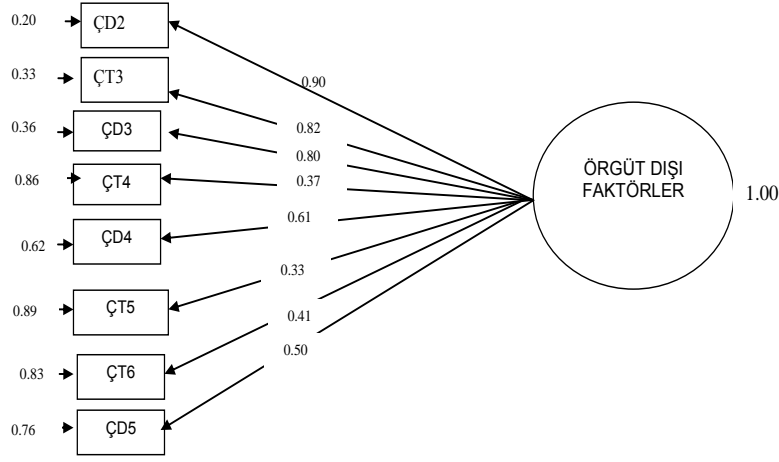 0.20
ÇD2
0.90
0.33
ÇT3
0.82
0.36
ÇD3
0.80
0.86
ÇT4
0.37
ÖRGÜT DIŞI
FAKTÖRLER
1.00
0.62
ÇD4
0.61
0.89
ÇT5
0.33
0.83
ÇT6
0.41
0.76
ÇD5
0.50